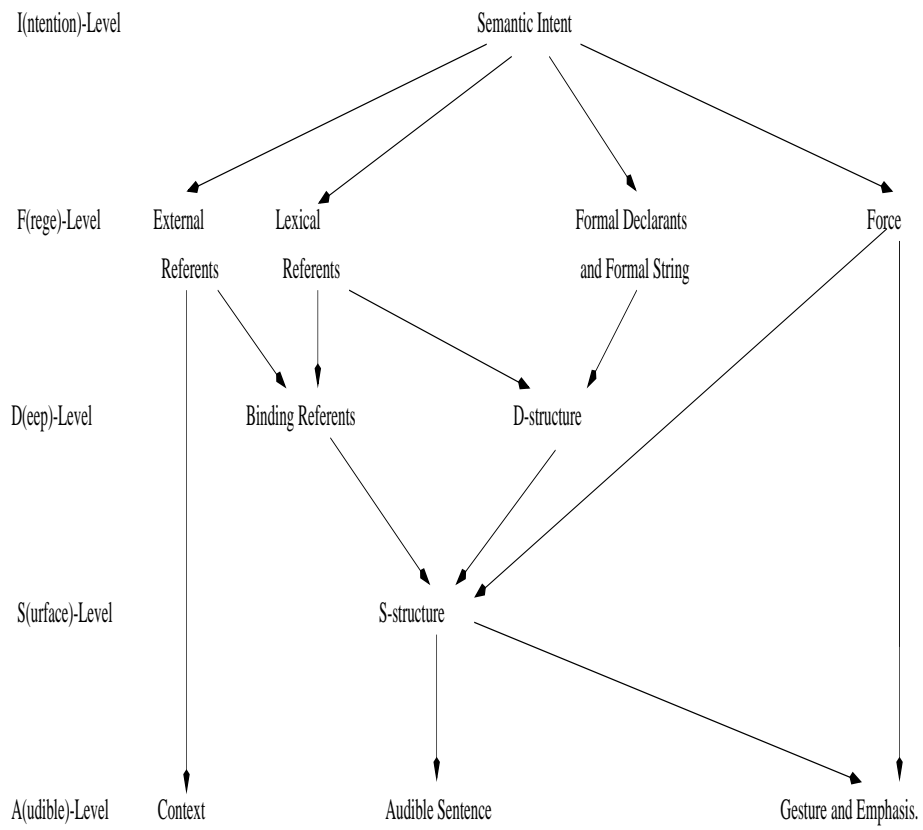 I(ntention)-Level Semantic Intent
F(rege)-Level External Lexical Formal Declarants Force
Referents Referents and Formal String
D(eep)-Level Binding Referents D-structure
S(urface)-Level S-structure
A(udible)-Level Context Audible Sentence Gesture and Emphasis.